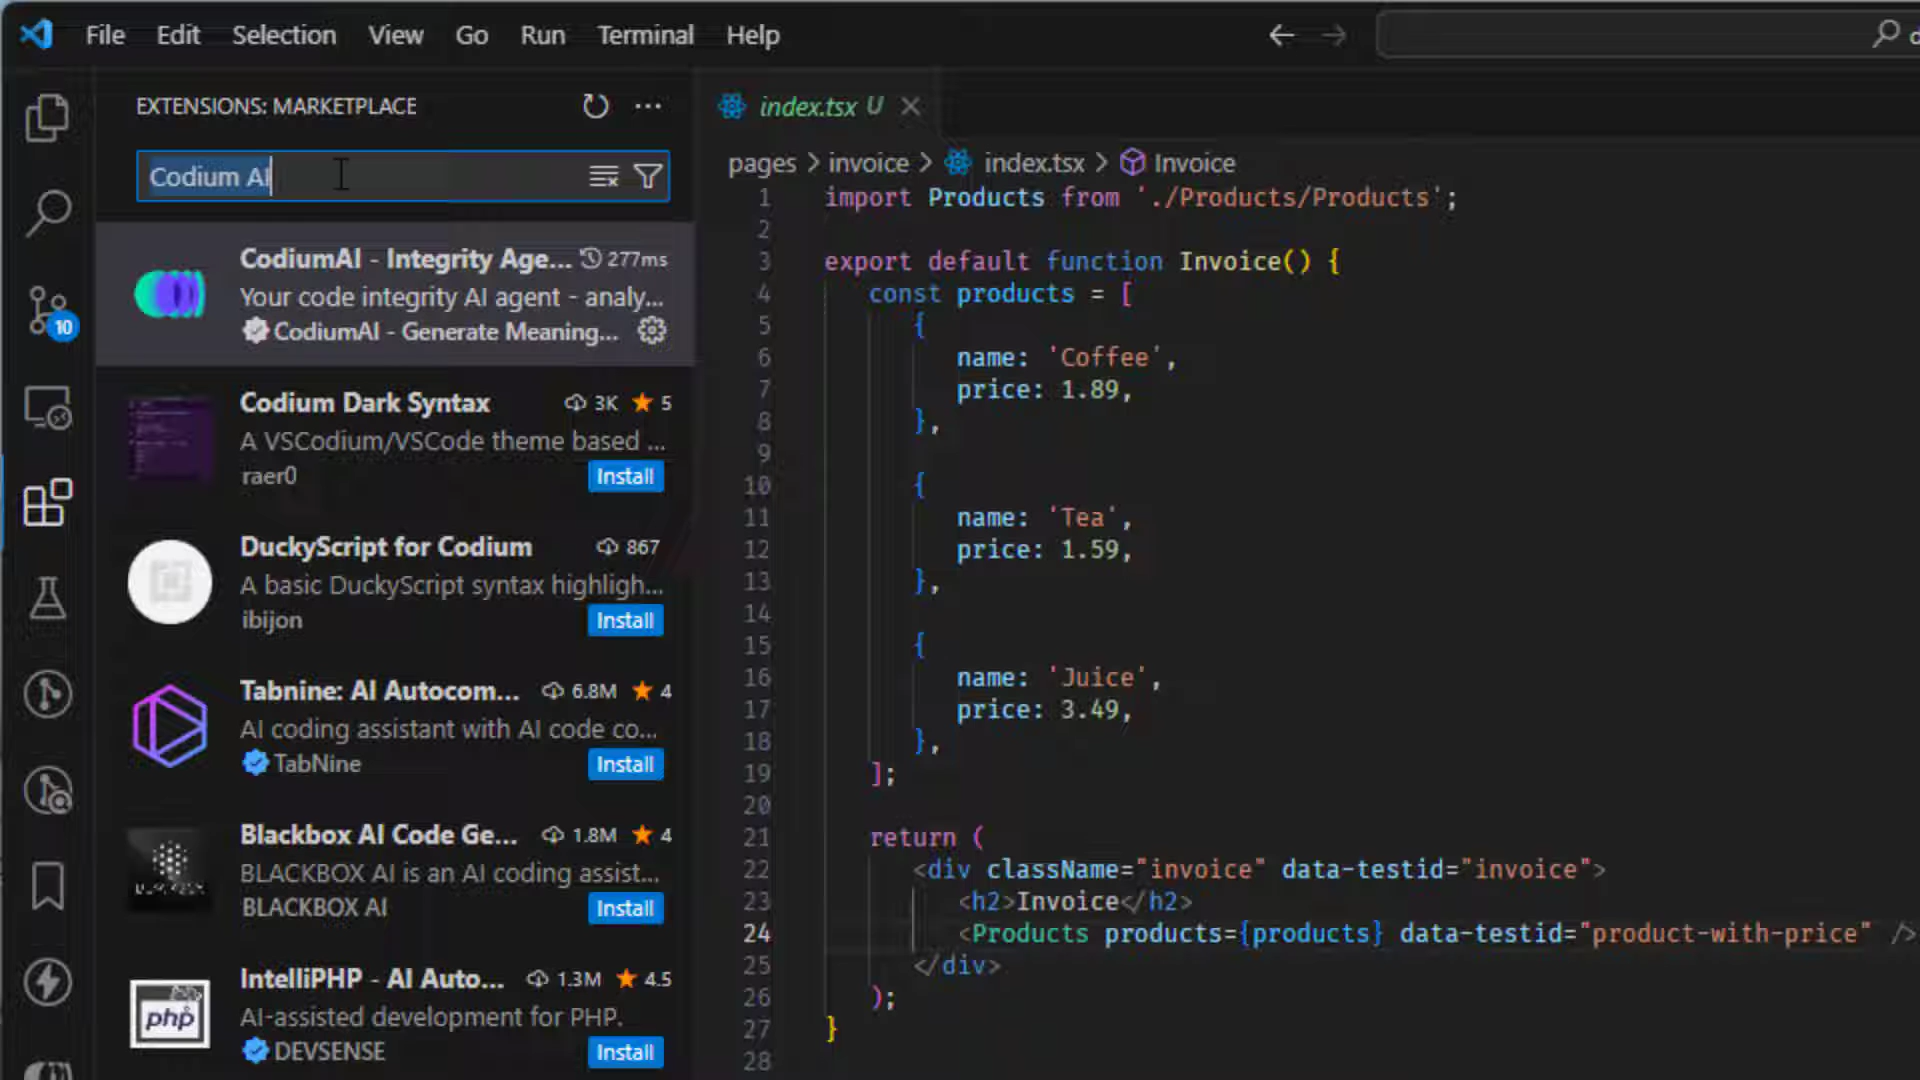 File Edit Selection View Go Run Terminal Help
EXTENSIONS: MARKETPLACE
Codium AI
10
CodiumAI - Integrity Age... 277ms
Your code integrity AI agent - analy...
CodiumAI - Generate Meaning...
Codium Dark Syntax 3K 5
A VSCodium/VSCode theme based ...
raer0 Install
DuckyScript for Codium 867
A basic DuckyScript syntax highligh...
ibijon Install
Tabnine: AI Autocom... 6.8M 4
AI coding assistant with AI code co...
TabNine Install
Blackbox AI Code Ge... 1.8M 4
BLACKBOX AI is an AI coding assist...
BLACKBOX AI Install
IntelliPHP - AI Auto... 1.3M 4.5
AI-assisted development for PHP.
DEVSENSE Install
php
index.tsx U
pages > invoice > index.tsx > Invoice
1 import Products from './Products/Products';
2
3 export default function Invoice() {
4 const products = [
5 {
6 name: 'Coffee',
7 price: 1.89,
8 },
9
10 {
11 name: 'Tea',
12 price: 1.59,
13 },
14
15 {
16 name: 'Juice',
17 price: 3.49,
18 },
19 ];
20
21 return (
22 <div className="invoice" data-testid="invoice">
23 <h2>Invoice</h2>
24 <Products products={products} data-testid="product-with-price" />
25 </div>
26 );
27 }
28